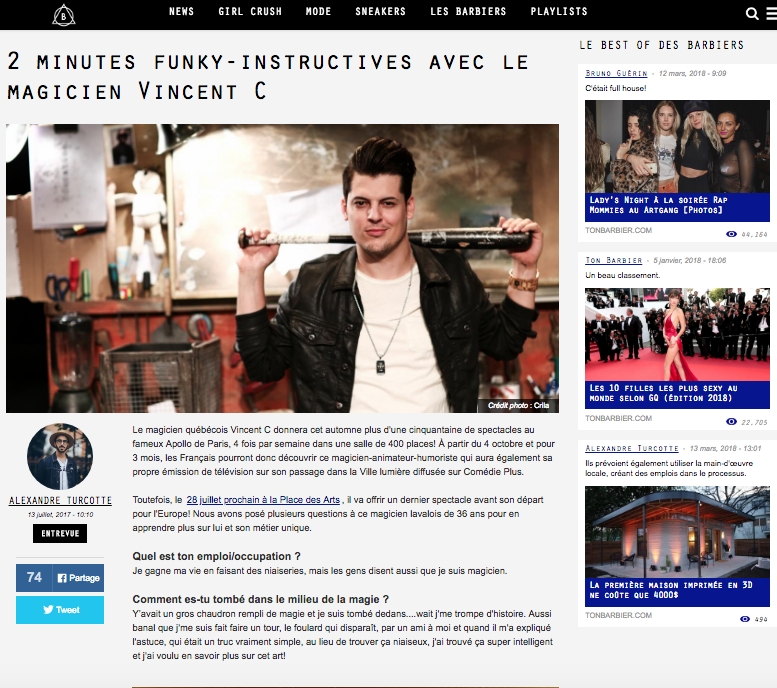 B
NEWS GIRL CRUSH MODE SNEAKERS LES BARBIERS PLAYLISTS
2 MINUTES FUNKY-INSTRUCTIVES AVEC LE
MAGICIEN VINCENT C
Crédit photo : Crila
ALEXANDRE TURCOTTE
13 juillet, 2017 - 10:10
ENTREVUE
74 Partage
Tweet
Le magicien québécois Vincent C donnera cet automne plus d'une cinquantaine de spectacles au
fameux Apollo de Paris, 4 fois par semaine dans une salle de 400 places! À partir du 4 octobre et pour
3 mois, les Français pourront donc découvrir ce magicien-animateur-humoriste qui aura également sa
propre émission de télévision sur son passage dans la Ville lumière diffusée sur Comédie Plus.
Toutefois, le 28 juillet prochain à la Place des Arts , il va offrir un dernier spectacle avant son départ
pour l'Europe! Nous avons posé plusieurs questions à ce magicien lavalois de 36 ans pour en
apprendre plus sur lui et son métier unique.
Quel est ton emploi/occupation ?
Je gagne ma vie en faisant des niaiseries, mais les gens disent aussi que je suis magicien.
Comment es-tu tombé dans le milieu de la magie ?
Y'avait un gros chaudron rempli de magie et je suis tombé dedans....wait j'me trompe d'histoire. Aussi
banal que j'me suis fait faire un tour, le foulard qui disparaît, par un ami à moi et quand il m'a expliqué
l'astuce, qui était un truc vraiment simple, au lieu de trouver ça niaiseux, j'ai trouvé ça super intelligent
et j'ai voulu en savoir plus sur cet art!
LE BEST OF DES BARBIERS
BRUNO GUÉRIN - 12 mars, 2018 - 9:09
C'était full house!
LADY'S NIGHT À LA SOIRÉE RAP
MOMMIES AU ARTGANG [PHOTOS]
TONBARBIER.COM
44,164
TON BARBIER - 5 janvier, 2018 - 18:06
Un beau classement.
LES 10 FILLES LES PLUS SEXY AU
MONDE SELON GQ (ÉDITION 2018)
TONBARBIER.COM
22,705
ALEXANDRE TURCOTTE - 13 mars, 2018 - 13:01
Ils prévoient également utiliser la main-d'œuvre
locale, créant des emplois dans le processus.
LA PREMIÈRE MAISON IMPRIMÉE EN 3D
NE COÛTE QUE 4000$
TONBARBIER.COM
494